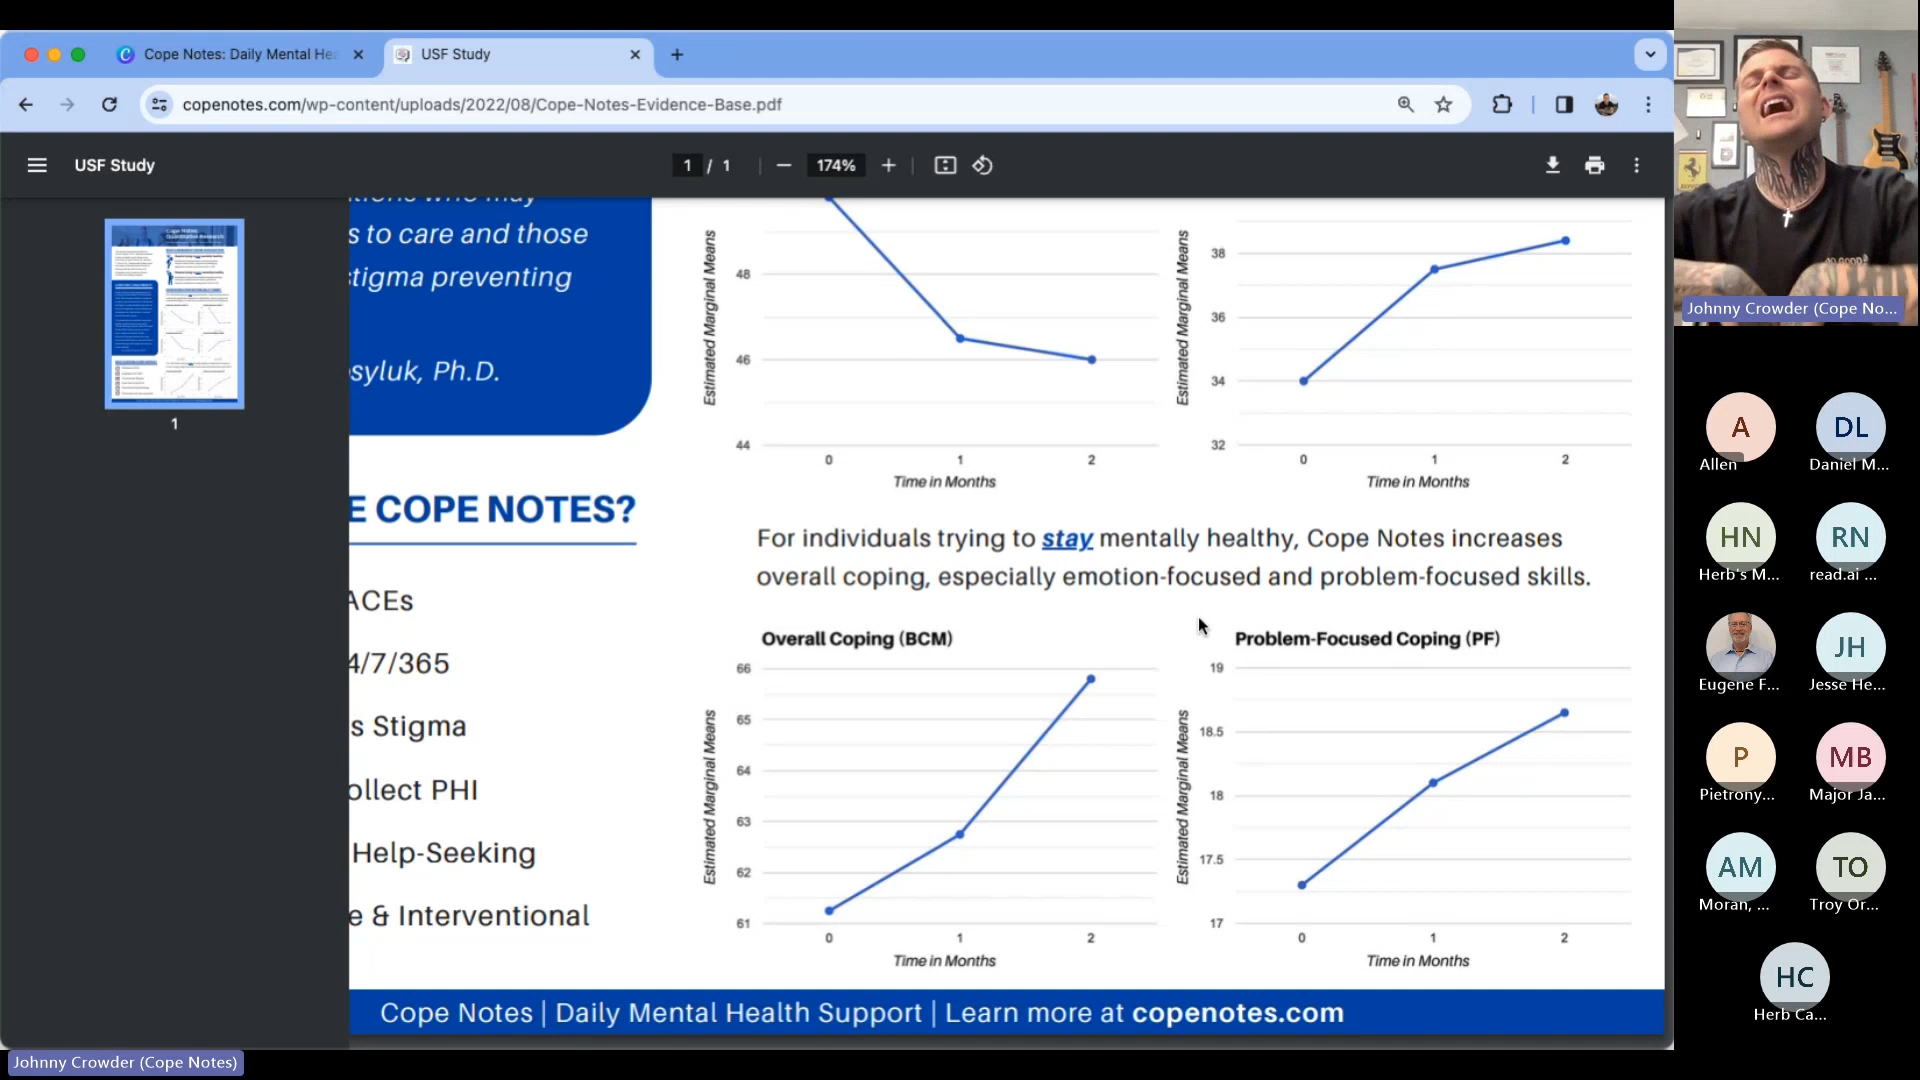 Cope Notes: Daily Mental Hea
USF Study
copenotes.com/wp-content/uploads/2022/08/Cope-Notes-Evidence-Base.pdf
USF Study
1 / 1
174%
1
s to care and those
stigma preventing
syluk, Ph.D.
E COPE NOTES?
ACEs
4/7/365
s Stigma
ollect PHI
Help-Seeking
e & Interventional
Estimated Marginal Means
48
46
44
0 1 2
Time in Months
Estimated Marginal Means
38
36
34
32
0 1 2
Time in Months
For individuals trying to stay mentally healthy, Cope Notes increases
overall coping, especially emotion-focused and problem-focused skills.
Overall Coping (BCM)
Estimated Marginal Means
66
65
64
63
62
61
0 1 2
Time in Months
Problem-Focused Coping (PF)
Estimated Marginal Means
19
18.5
18
17.5
17
0 1 2
Time in Months
Cope Notes | Daily Mental Health Support | Learn more at copenotes.com
Johnny Crowder (Cope Notes)
Johnny Crowder (Cope No...
A
Allen
DL
Daniel M...
HN
Herb's M...
RN
read.ai ...
Eugene F...
JH
Jesse He...
P
Pietrony...
MB
Major Ja...
AM
Moran, ...
TO
Troy Or...
HC
Herb Ca...